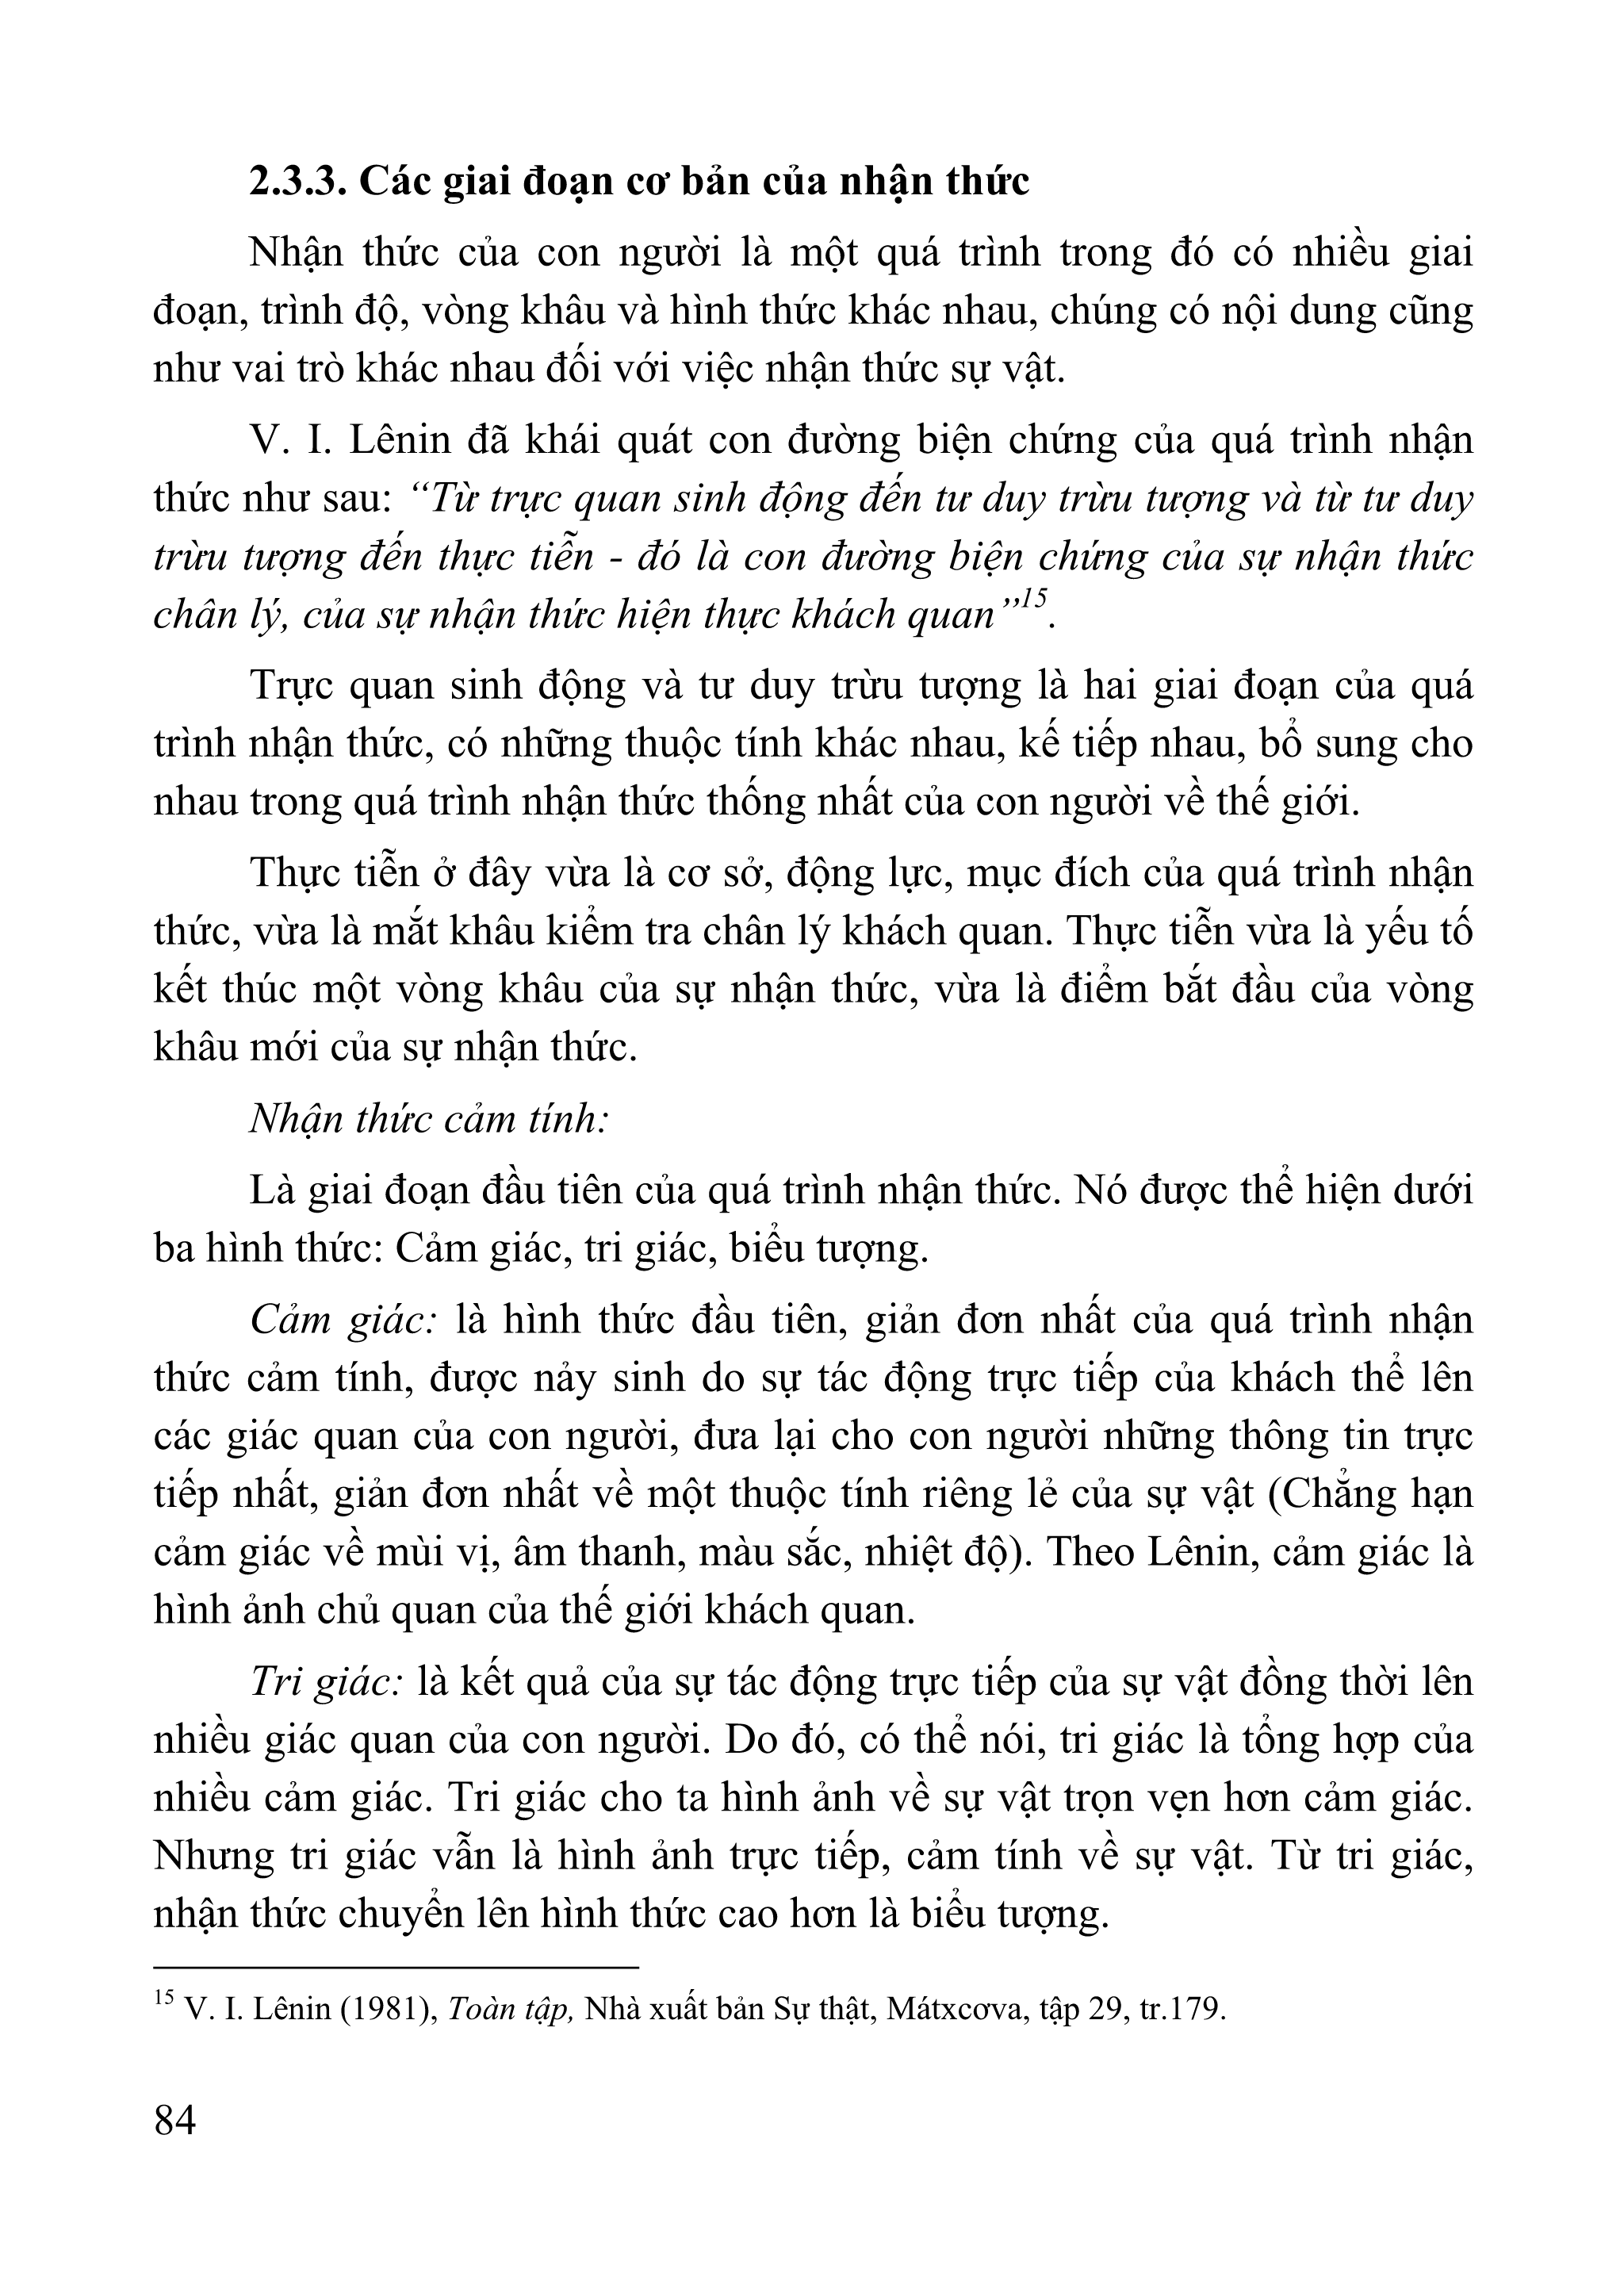 2.3.3. Các giai đoạn cơ bản của nhận thức
Nhận thức của con người là một quá trình trong đó có nhiều giai
đoạn, trình độ, vòng khâu và hình thức khác nhau, chúng có nội dung cũng
như vai trò khác nhau đối với việc nhận thức sự vật.
V. I. Lênin đã khái quát con đường biện chứng của quá trình nhận
thức như sau: “Từ trực quan sinh động đến tư duy trừu tượng và từ tư duy
trừu tượng đến thực tiễn - đó là con đường biện chứng của sự nhận thức
chân lý, của sự nhận thức hiện thực khách quan”15.
Trực quan sinh động và tư duy trừu tượng là hai giai đoạn của quá
trình nhận thức, có những thuộc tính khác nhau, kế tiếp nhau, bổ sung cho
nhau trong quá trình nhận thức thống nhất của con người về thế giới.
Thực tiễn ở đây vừa là cơ sở, động lực, mục đích của quá trình nhận
thức, vừa là mắt khâu kiểm tra chân lý khách quan. Thực tiễn vừa là yếu tố
kết thúc một vòng khâu của sự nhận thức, vừa là điểm bắt đầu của vòng
khâu mới của sự nhận thức.
Nhận thức cảm tính:
Là giai đoạn đầu tiên của quá trình nhận thức. Nó được thể hiện dưới
ba hình thức: Cảm giác, tri giác, biểu tượng.
Cảm giác: là hình thức đầu tiên, giản đơn nhất của quá trình nhận
thức cảm tính, được nảy sinh do sự tác động trực tiếp của khách thể lên
các giác quan của con người, đưa lại cho con người những thông tin trực
tiếp nhất, giản đơn nhất về một thuộc tính riêng lẻ của sự vật (Chẳng hạn
cảm giác về mùi vị, âm thanh, màu sắc, nhiệt độ). Theo Lênin, cảm giác là
hình ảnh chủ quan của thế giới khách quan.
Tri giác: là kết quả của sự tác động trực tiếp của sự vật đồng thời lên
nhiều giác quan của con người. Do đó, có thể nói, tri giác là tổng hợp của
nhiều cảm giác. Tri giác cho ta hình ảnh về sự vật trọn vẹn hơn cảm giác.
Nhưng tri giác vẫn là hình ảnh trực tiếp, cảm tính về sự vật. Từ tri giác,
nhận thức chuyển lên hình thức cao hơn là biểu tượng.
15 V. I. Lênin (1981), Toàn tập, Nhà xuất bản Sự thật, Mátxcơva, tập 29, tr.179.
84